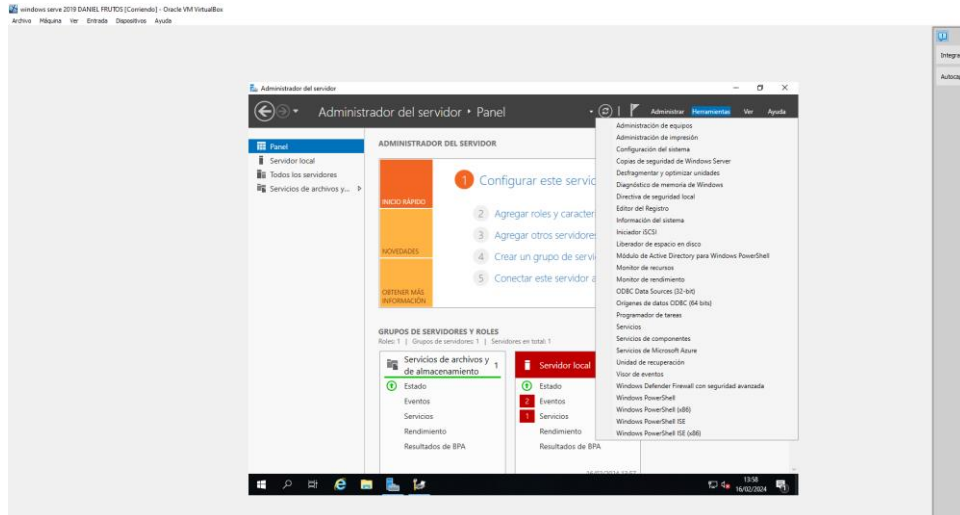 windows serve 2019 DANIEL FRUTOS [Corriendo] - Oracle VM VirtualBox
Archivo Máquina Ver Entrada Dispositivos Ayuda
Administrador del servidor
Administrador del servidor • Panel
Administrar Herramientas Ver Ayuda
Panel
Servidor local
Todos los servidores
Servicios de archivos y...
ADMINISTRADOR DEL SERVIDOR
INICIO RÁPIDO
NOVEDADES
OBTENER MÁS
INFORMACIÓN
1 Configurar este servic
2 Agregar roles y caracter
3 Agregar otros servidore
4 Crear un grupo de servi
5 Conectar este servidor a
GRUPOS DE SERVIDORES Y ROLES
Roles: 1 | Grupos de servidores: 1 | Servidores en total: 1
Servicios de archivos y
de almacenamiento
1
Estado
Eventos
Servicios
Rendimiento
Resultados de BPA
Servidor local
Estado
2 Eventos
1 Servicios
Rendimiento
Resultados de BPA
Administración de equipos
Administración de impresión
Configuración del sistema
Copias de seguridad de Windows Server
Desfragmentar y optimizar unidades
Diagnóstico de memoria de Windows
Directiva de seguridad local
Editor del Registro
Información del sistema
Iniciador iSCSI
Liberador de espacio en disco
Módulo de Active Directory para Windows PowerShell
Monitor de recursos
Monitor de rendimiento
ODBC Data Sources (32-bit)
Orígenes de datos ODBC (64 bits)
Programador de tareas
Servicios
Servicios de componentes
Servicios de Microsoft Azure
Unidad de recuperación
Visor de eventos
Windows Defender Firewall con seguridad avanzada
Windows PowerShell
Windows PowerShell (x86)
Windows PowerShell ISE
Windows PowerShell ISE (x86)
13:58
16/02/2024
Integra
Autoca